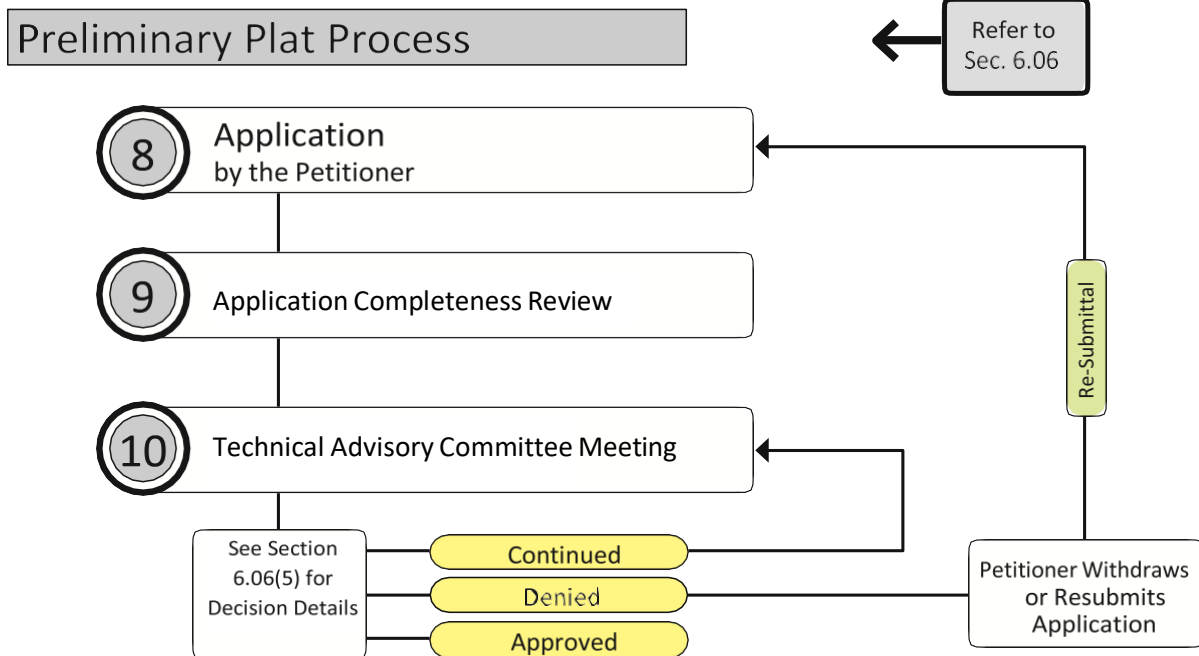 Preliminary Plat Process
Refer to
Sec. 6.06
8
Application
by the Petitioner
9
Application Completeness Review
Re-Submittal
10
Technical Advisory Committee Meeting
See Section
6.06(5) for
Decision Details
Continued
Denied
Approved
Petitioner Withdraws
or Resubmits
Application